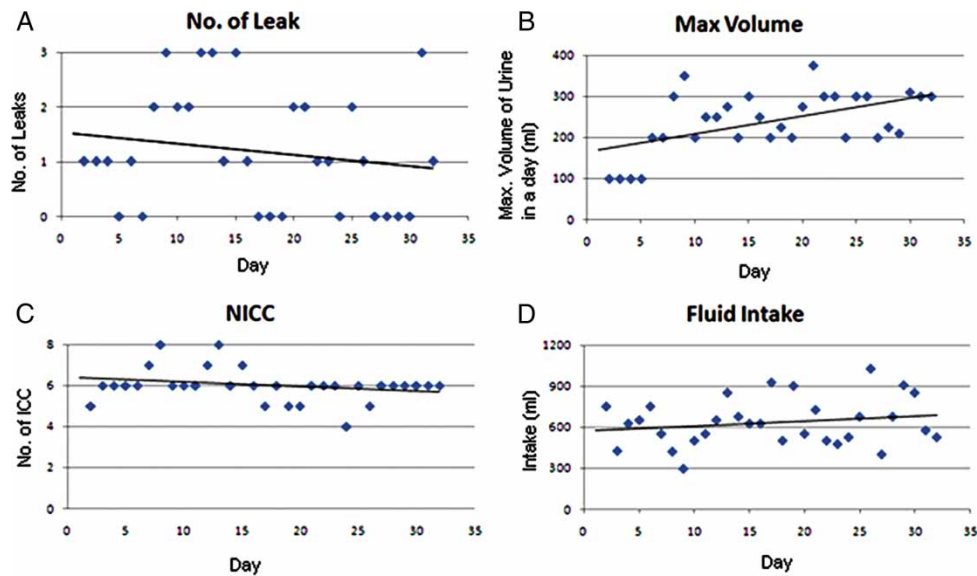 A
No. of Leak
No. of Leaks
3
2
1
0
0 5 10 15 20 25 30 35
Day
B
Max Volume
Max. Volume of Urine
in a day (ml)
400
300
200
100
0
0 5 10 15 20 25 30 35
Day
C
NICC
No. of ICC
8
6
4
2
0
0 5 10 15 20 25 30 35
Day
D
Fluid Intake
Intake (ml)
1200
900
600
300
0
0 5 10 15 20 25 30 35
Day